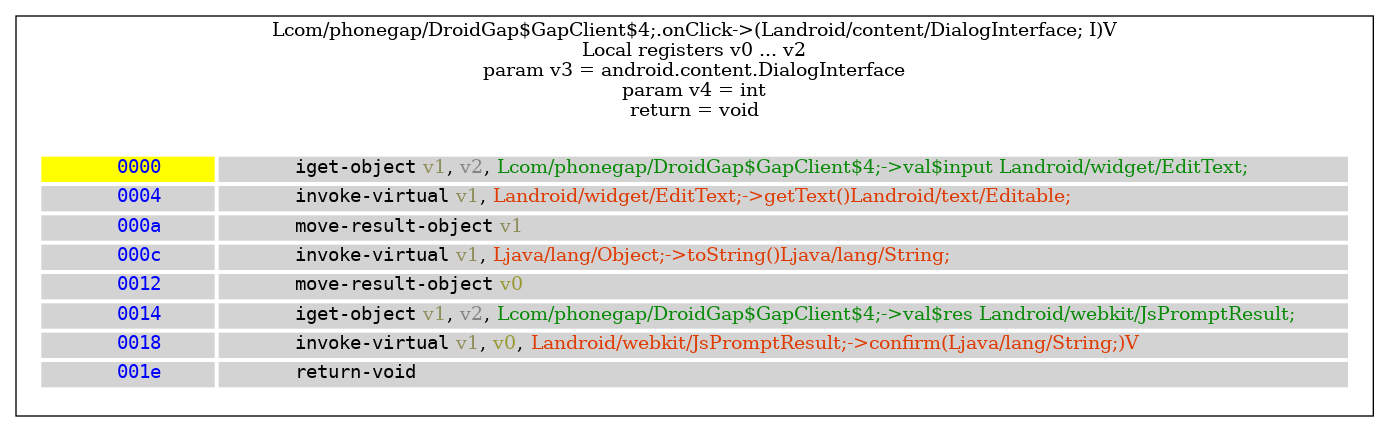 Lcom/phonegap/DroidGap$GapClient$4;.onClick->(Landroid/content/DialogInterface; I)V
Local registers v0 ... v2
param v3 = android.content.DialogInterface
param v4 = int
return = void
0000 iget-object v1, v2, Lcom/phonegap/DroidGap$GapClient$4;->val$input Landroid/widget/EditText;
0004 invoke-virtual v1, Landroid/widget/EditText;->getText()Landroid/text/Editable;
000a move-result-object v1
000c invoke-virtual v1, Ljava/lang/Object;->toString()Ljava/lang/String;
0012 move-result-object v0
0014 iget-object v1, v2, Lcom/phonegap/DroidGap$GapClient$4;->val$res Landroid/webkit/JsPromptResult;
0018 invoke-virtual v1, v0, Landroid/webkit/JsPromptResult;->confirm(Ljava/lang/String;)V
001e return-void